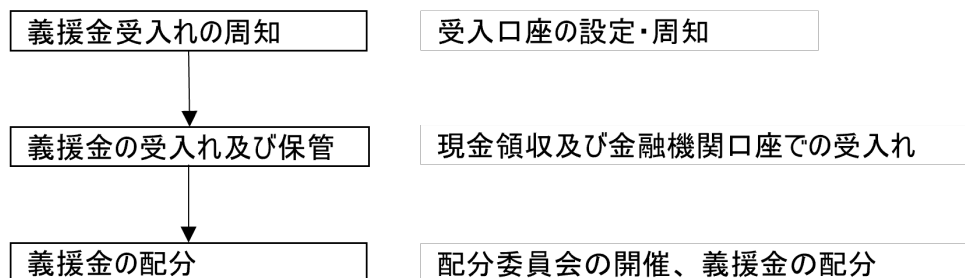 義援金受入れの周知
受入口座の設定・周知
義援金の受入れ及び保管
現金領収及び金融機関口座での受入れ
義援金の配分
配分委員会の開催、義援金の配分